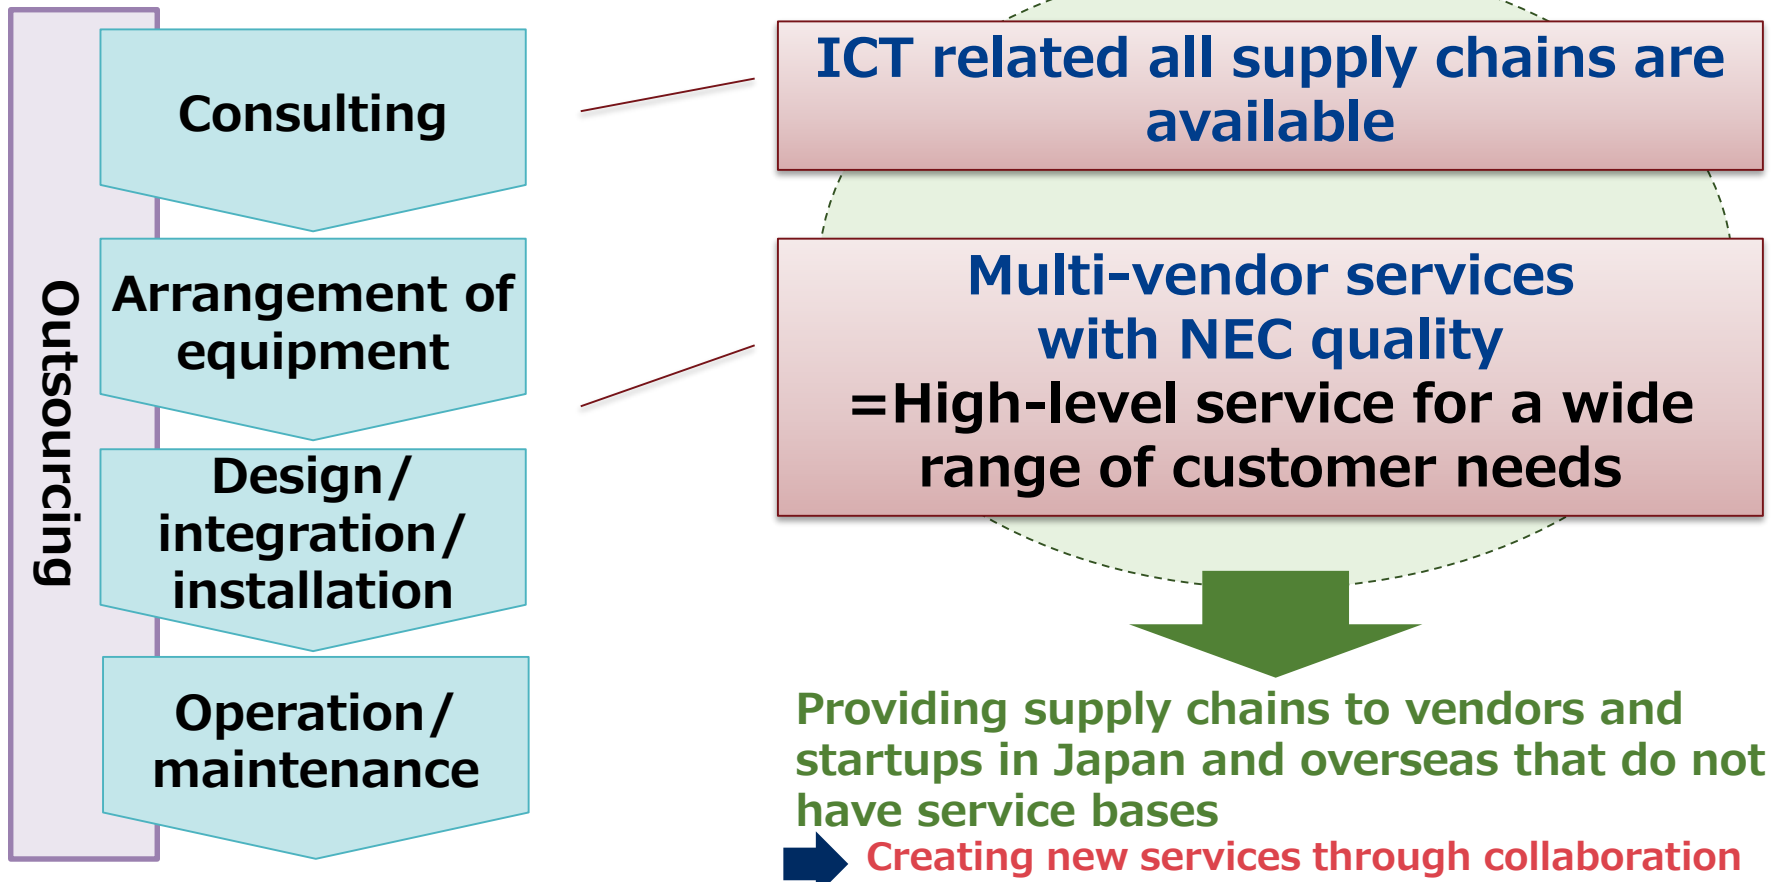 Outsourcing
Consulting
Arrangement of
equipment
Design/
integration/
installation
Operation/
maintenance
ICT related all supply chains are
available
Multi-vendor services
with NEC quality
=High-level service for a wide
range of customer needs
Providing supply chains to vendors and
startups in Japan and overseas that do not
have service bases
Creating new services through collaboration